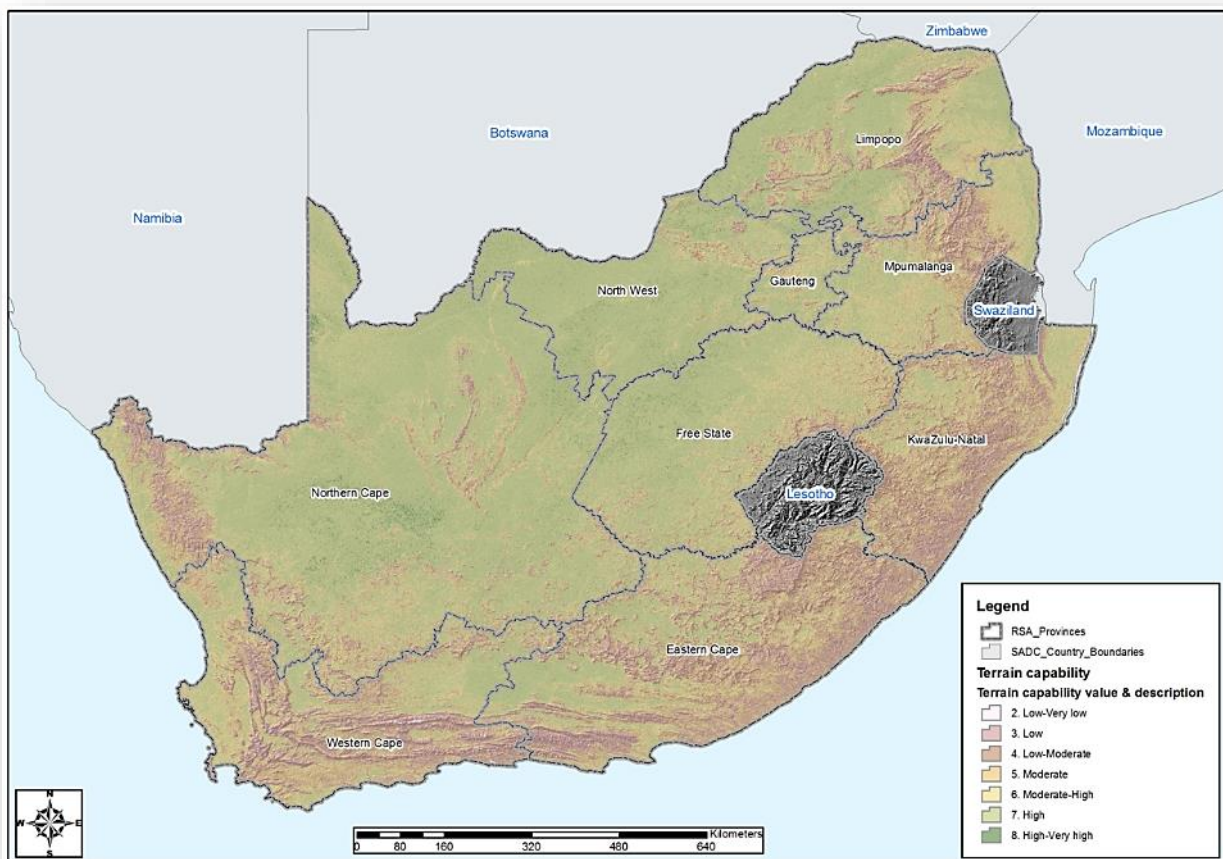 Zimbabwe
Botswana
Mozambique
Limpopo
Namibia
Mpumalanga
Gauteng
North West
Swaziland
Free State
KwaZulu-Natal
Northern Cape
Lesotho
Eastern Cape
Western Cape
Legend
RSA_Provinces
SADC_Country_Boundaries
Terrain capability
Terrain capability value & description
2. Low-Very low
3. Low
4. Low-Moderate
5. Moderate
6. Moderate-High
7. High
8. High-Very high
N
W E
S
Kilometers
0 80 160 320 480 640